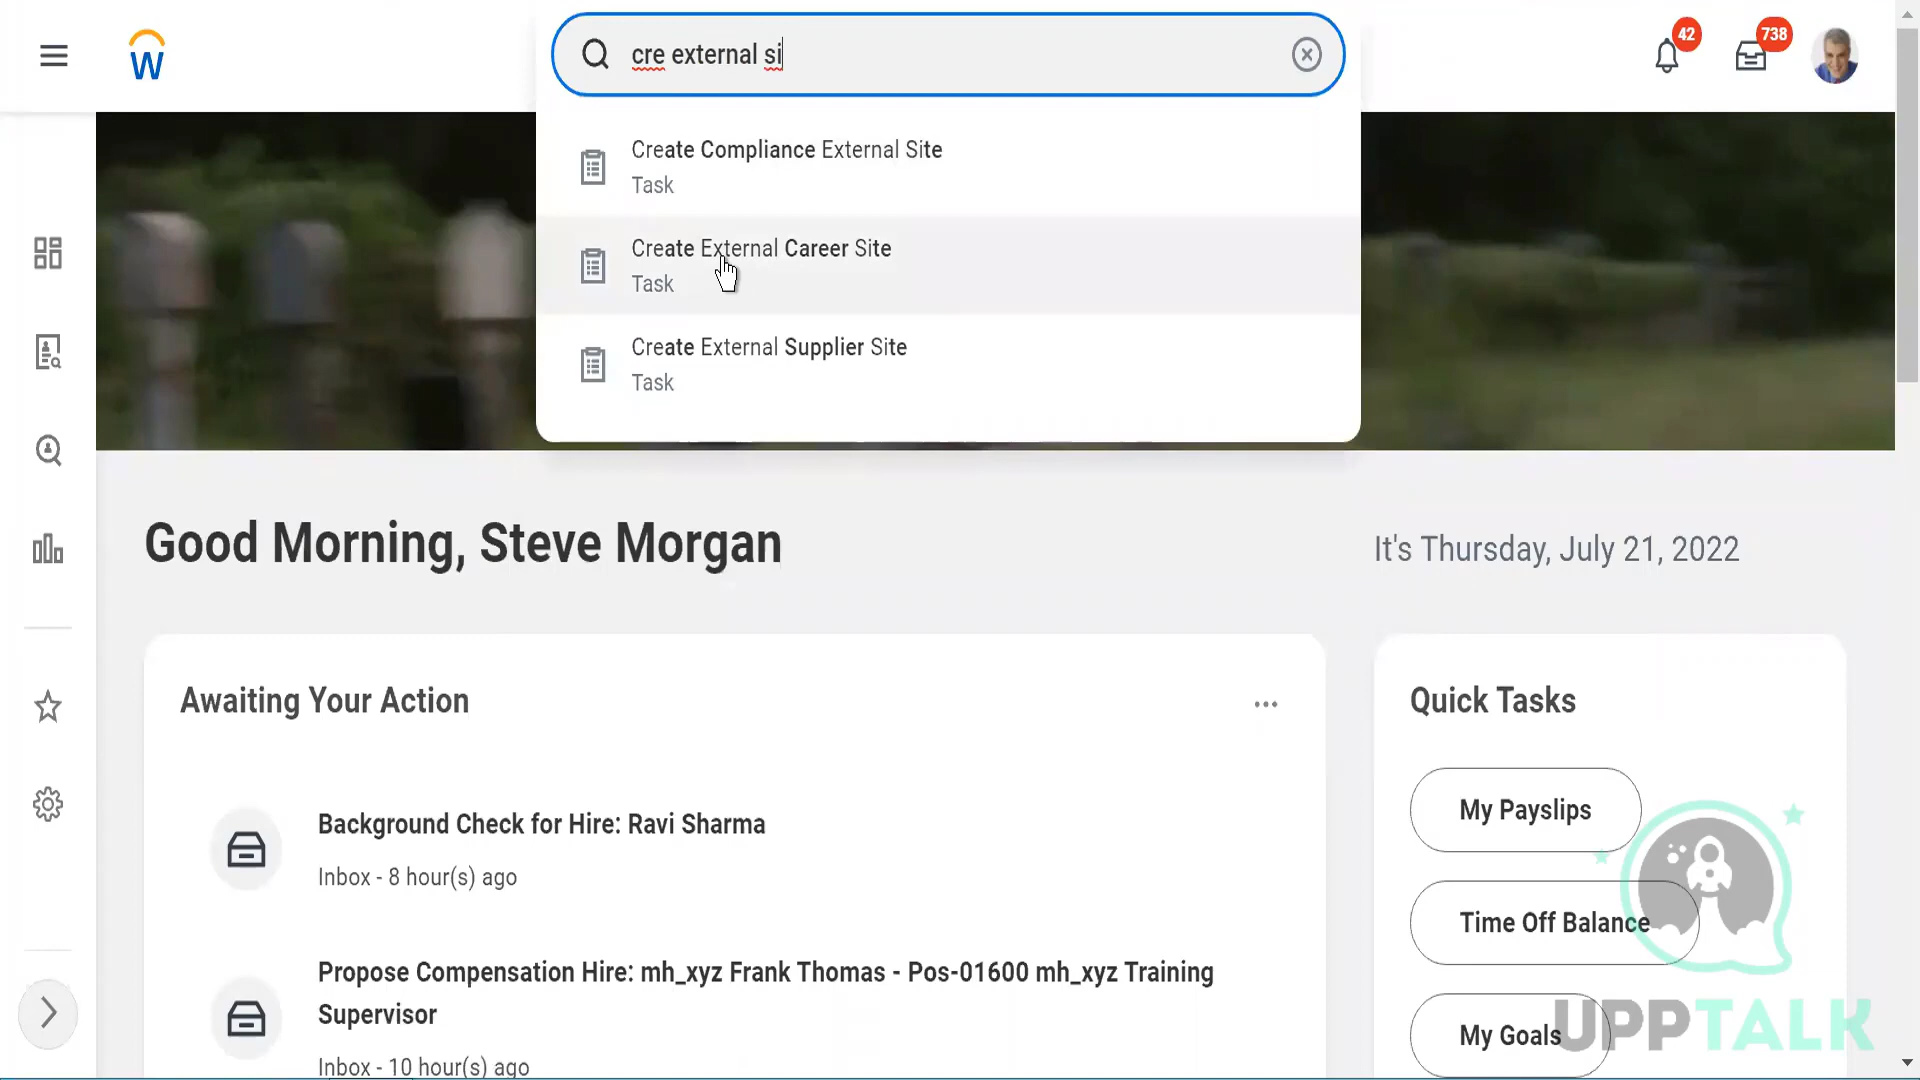 W
cre external si
42
738
Create Compliance External Site
Task
Create External Career Site
Task
Create External Supplier Site
Task
Good Morning, Steve Morgan
It's Thursday, July 21, 2022
Awaiting Your Action
Quick Tasks
Background Check for Hire: Ravi Sharma
Inbox - 8 hour(s) ago
Propose Compensation Hire: mh_xyz Frank Thomas - Pos-01600 mh_xyz Training
Supervisor
Inbox - 10 hour(s) ago
My Payslips
Time Off Balance
My Goals
UPPTALK